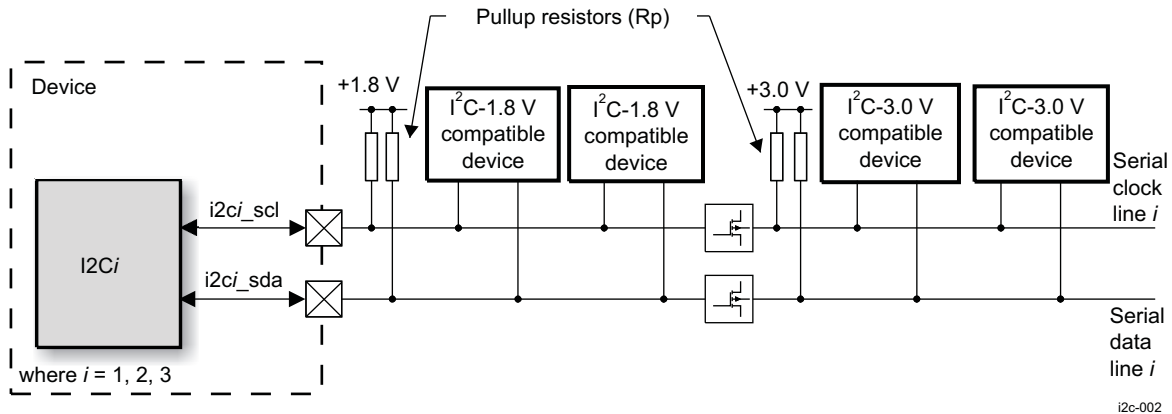 Pullup resistors (Rp)
Device
+1.8 V
I²C-1.8 V
compatible
device
I²C-1.8 V
compatible
device
+3.0 V
I²C-3.0 V
compatible
device
I²C-3.0 V
compatible
device
Serial
clock
line i
i2ci_scl
I2Ci
i2ci_sda
Serial
data
line i
where i = 1, 2, 3
i2c-002